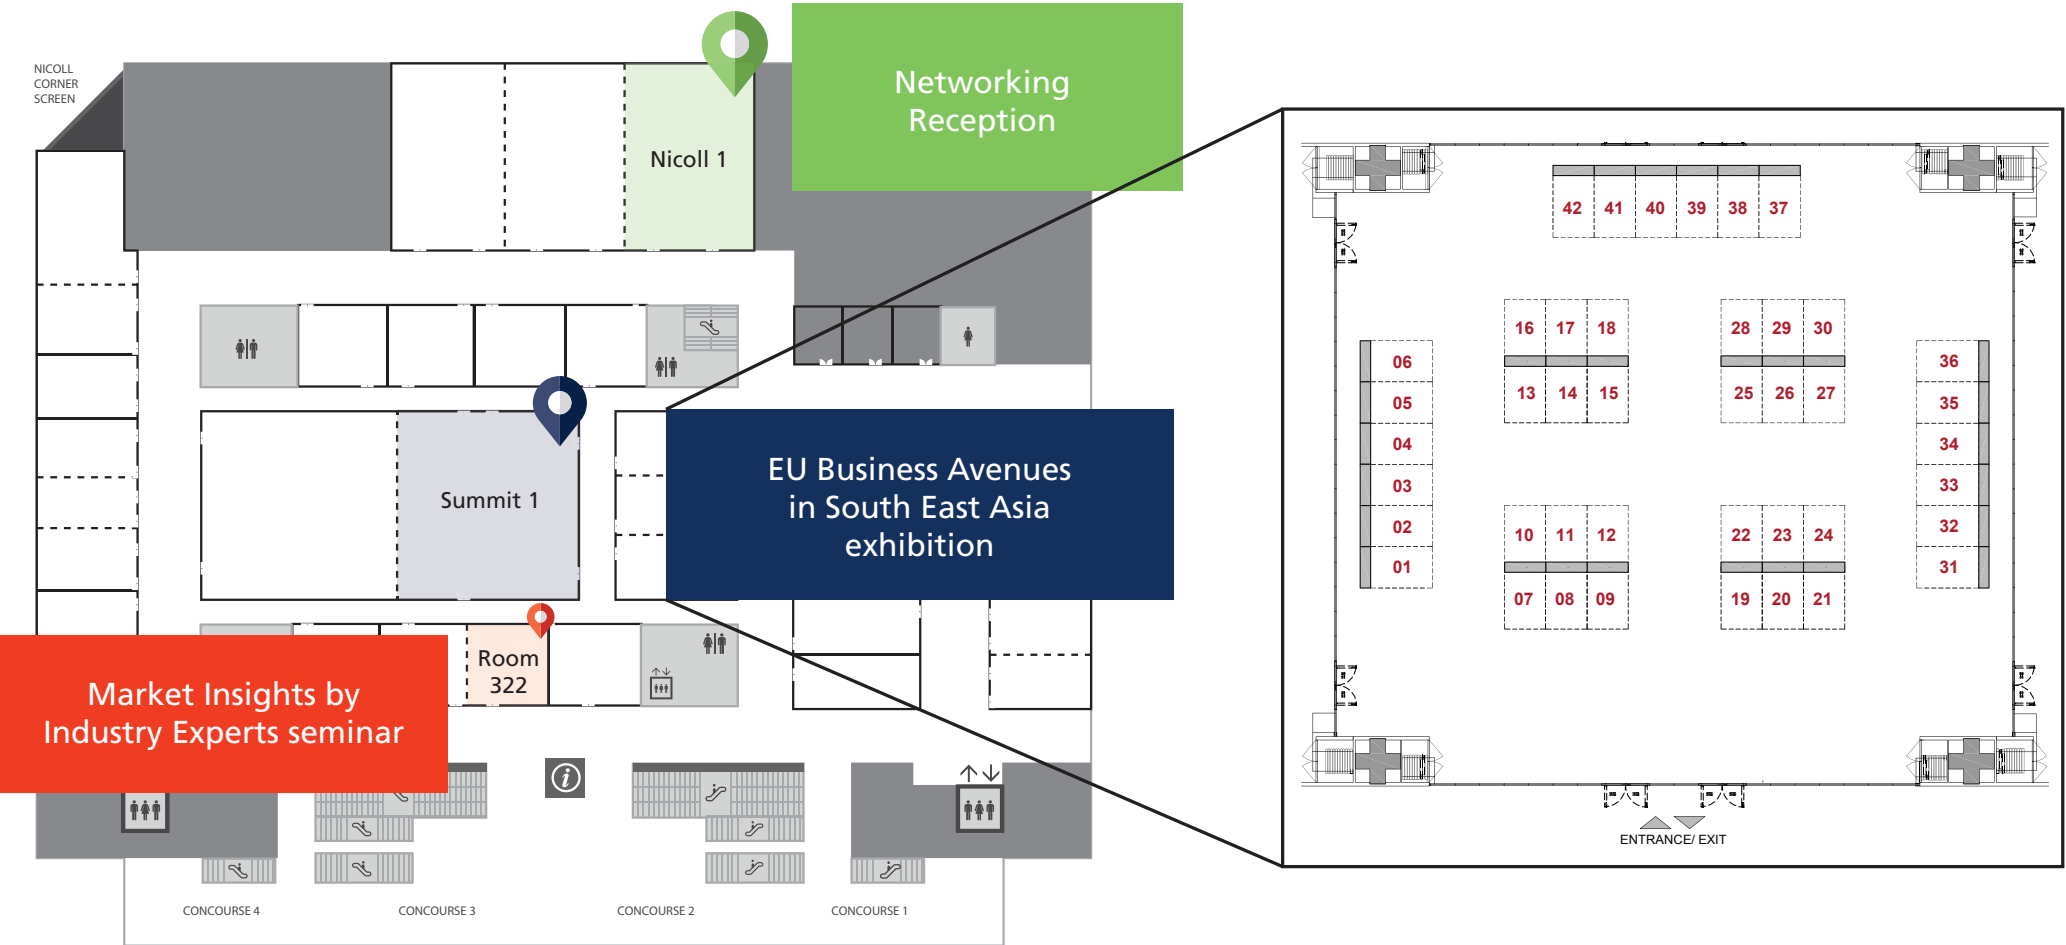 NICOLL
CORNER
SCREEN
Networking
Reception
Nicoll 1
Summit 1
EU Business Avenues
in South East Asia
exhibition
Room
322
Market Insights by
Industry Experts seminar
i
CONCOURSE 4
CONCOURSE 3
CONCOURSE 2
CONCOURSE 1
42 41 40 39 38 37
16 17 18
28 29 30
13 14 15
25 26 27
06
05
04
03
02
01
36
35
34
33
32
31
10 11 12
22 23 24
07 08 09
19 20 21
ENTRANCE/ EXIT